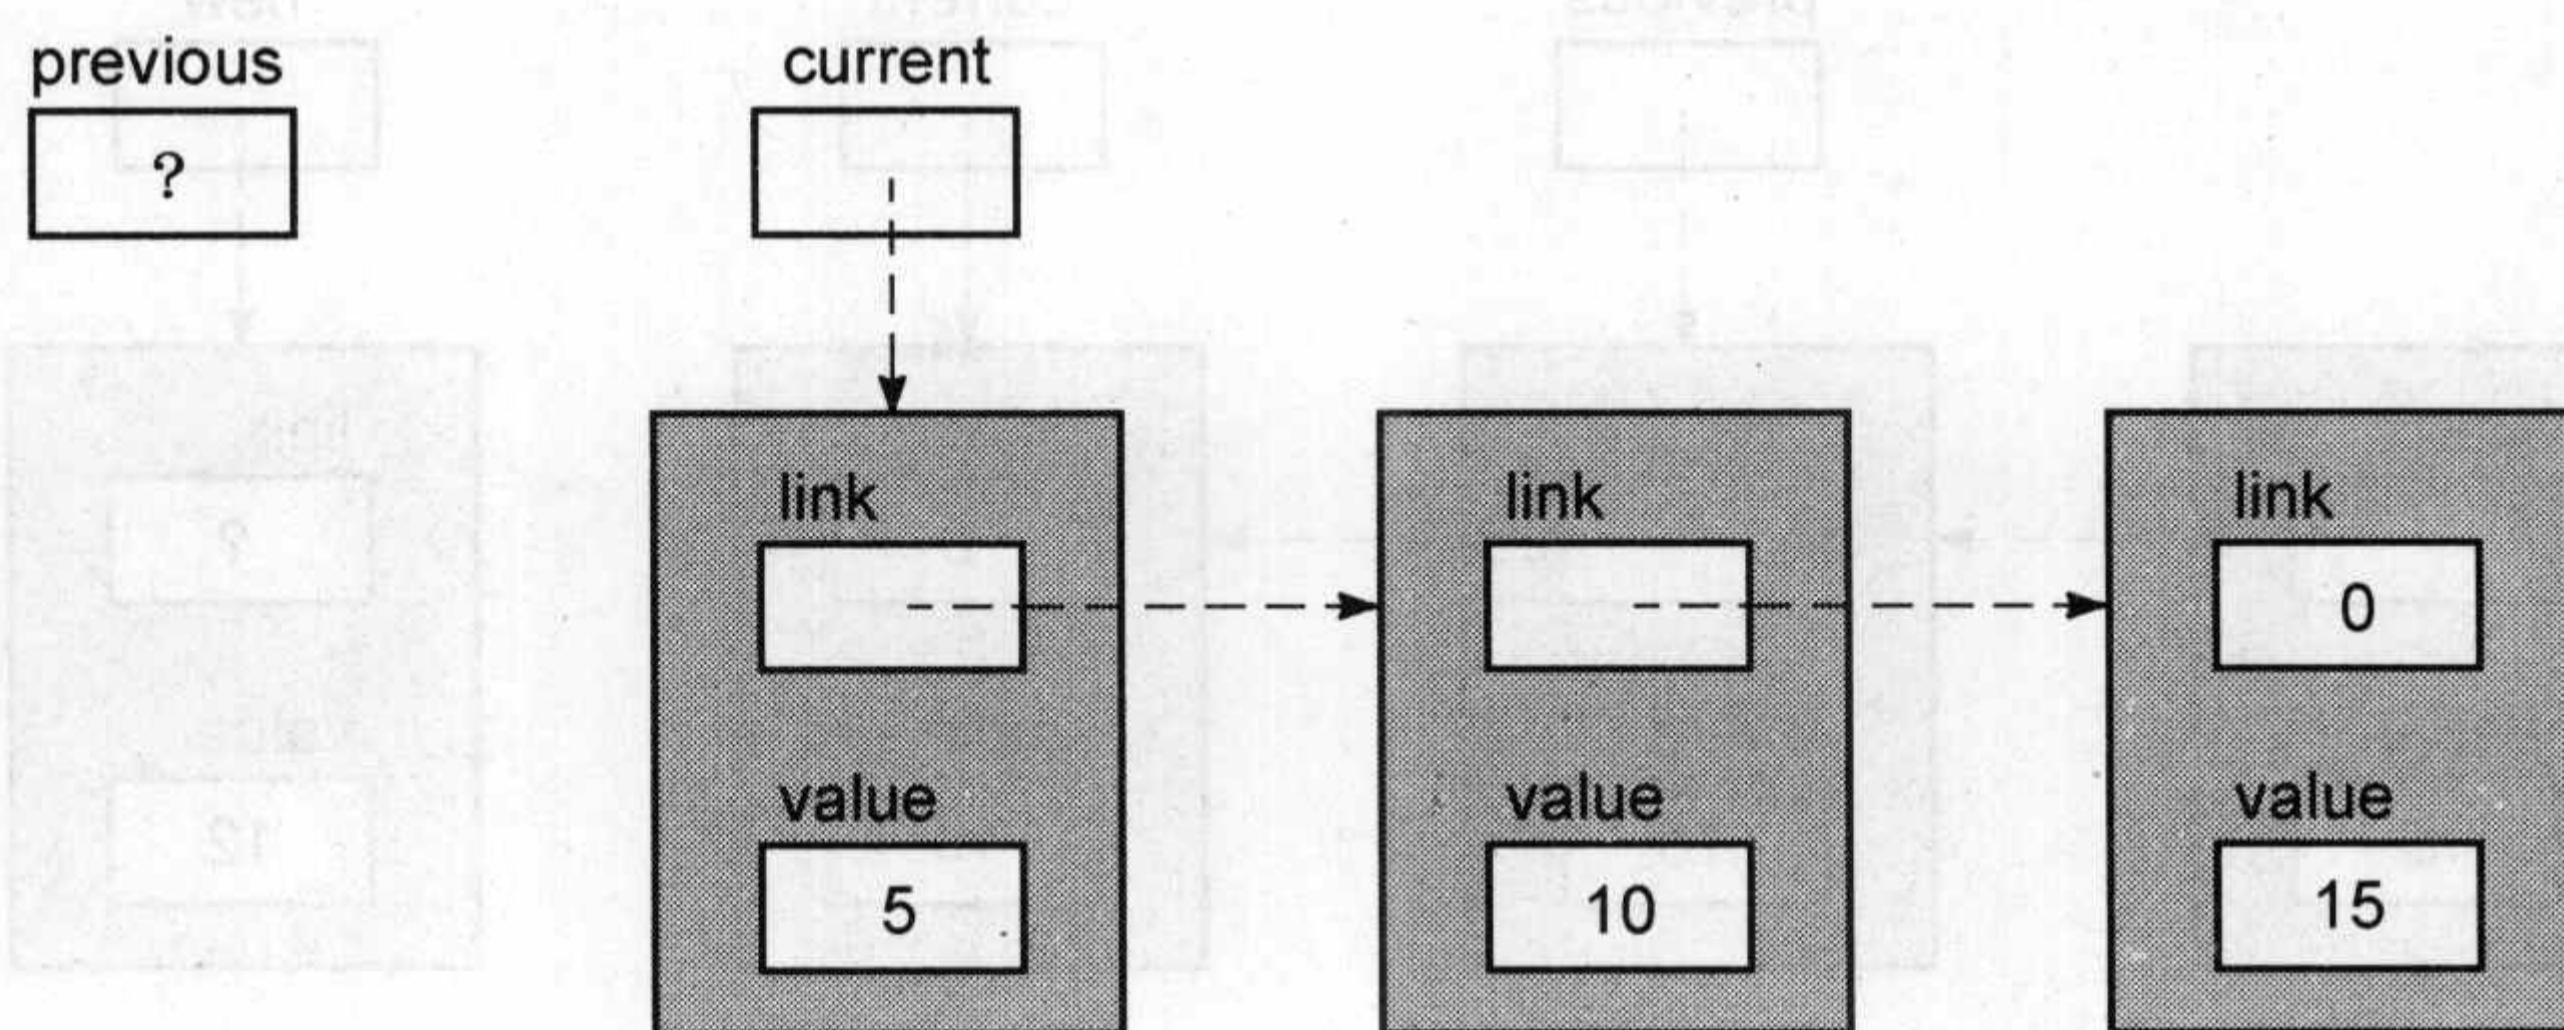 previous current
?
link link link
0
value value value
5 10 15